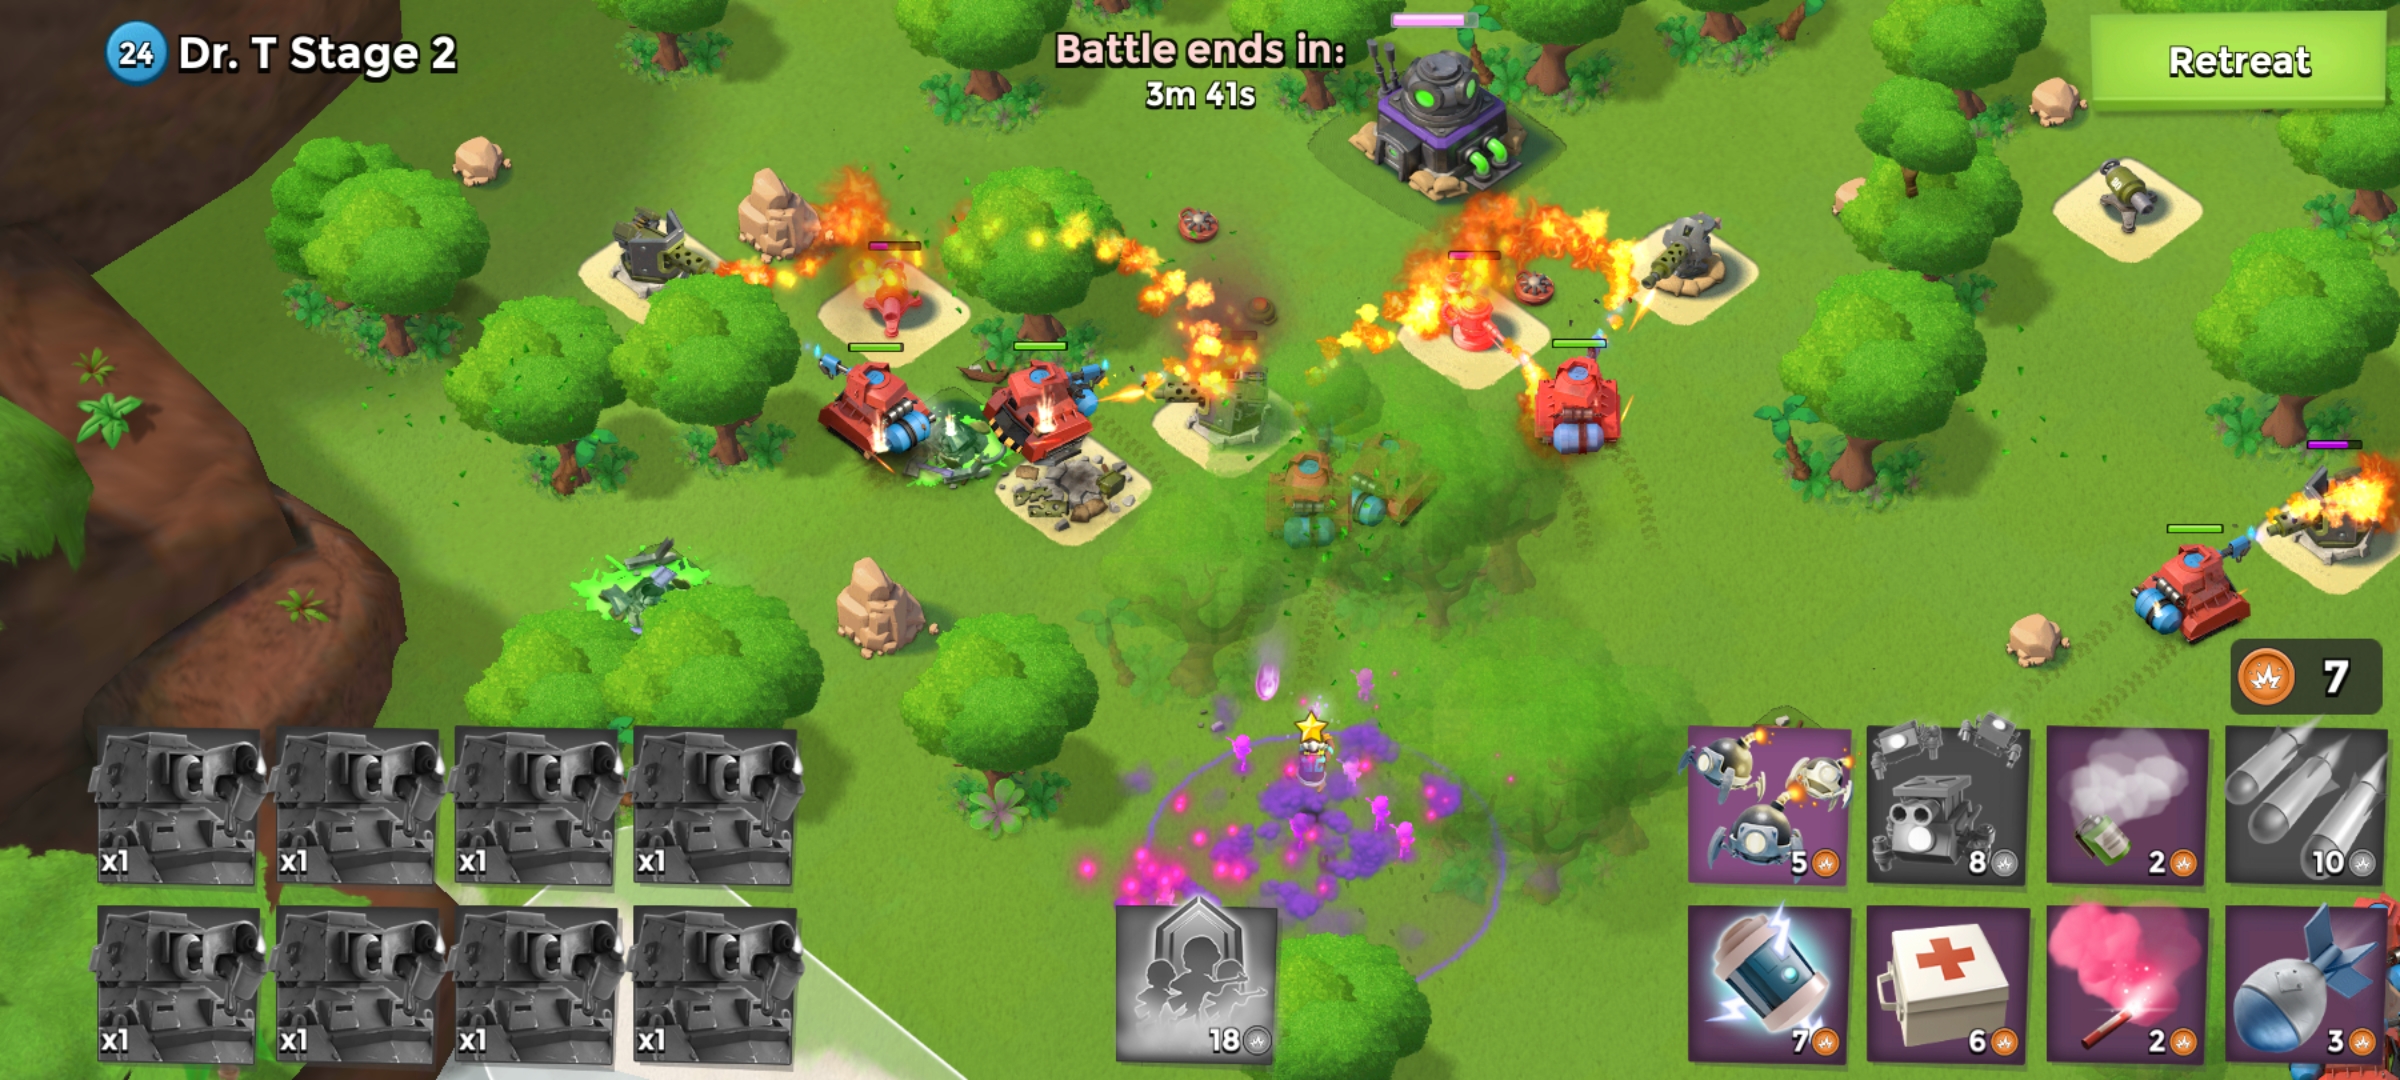 24 Dr. T Stage 2
Battle ends in:
3m 41s
Retreat
7
x1 x1 x1 x1
5 8 2 10
x1 x1 x1 x1
18
7 6 2 3